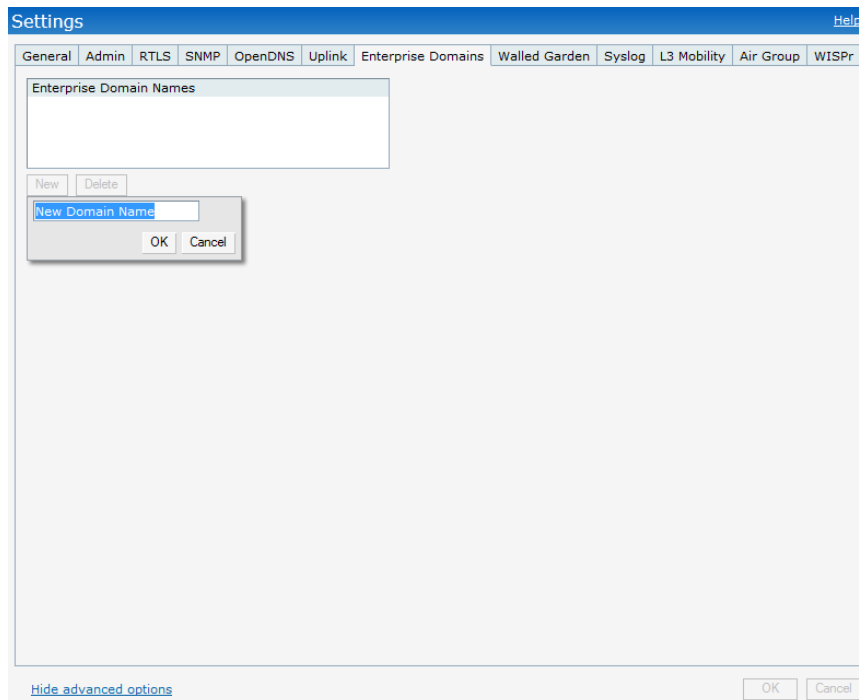 Settings Help
General Admin RTLS SNMP OpenDNS Uplink Enterprise Domains Walled Garden Syslog L3 Mobility Air Group WISPr
Enterprise Domain Names
New Delete
New Domain Name
OK Cancel
Hide advanced options OK Cancel